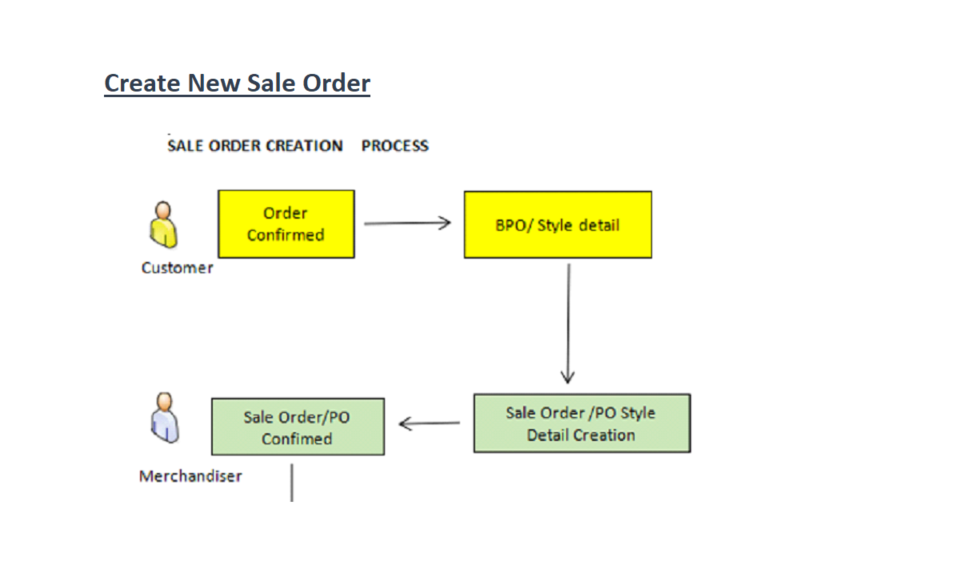 Create New Sale Order
SALE ORDER CREATION PROCESS
Order
Confirmed
BPO/ Style detail
Customer
Sale Order/PO
Confimed
Sale Order /PO Style
Detail Creation
Merchandiser